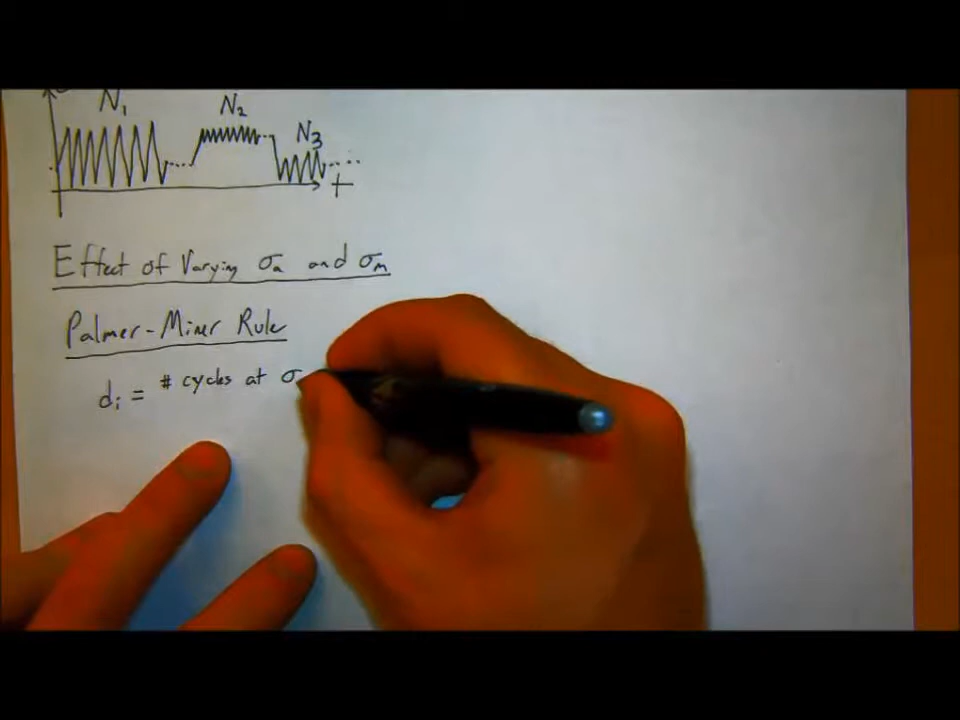 N₁ N₂ N₃
t
Effect of Varying σₐ and σₘ
Palmer-Miner Rule
dᵢ = # cycles at σ